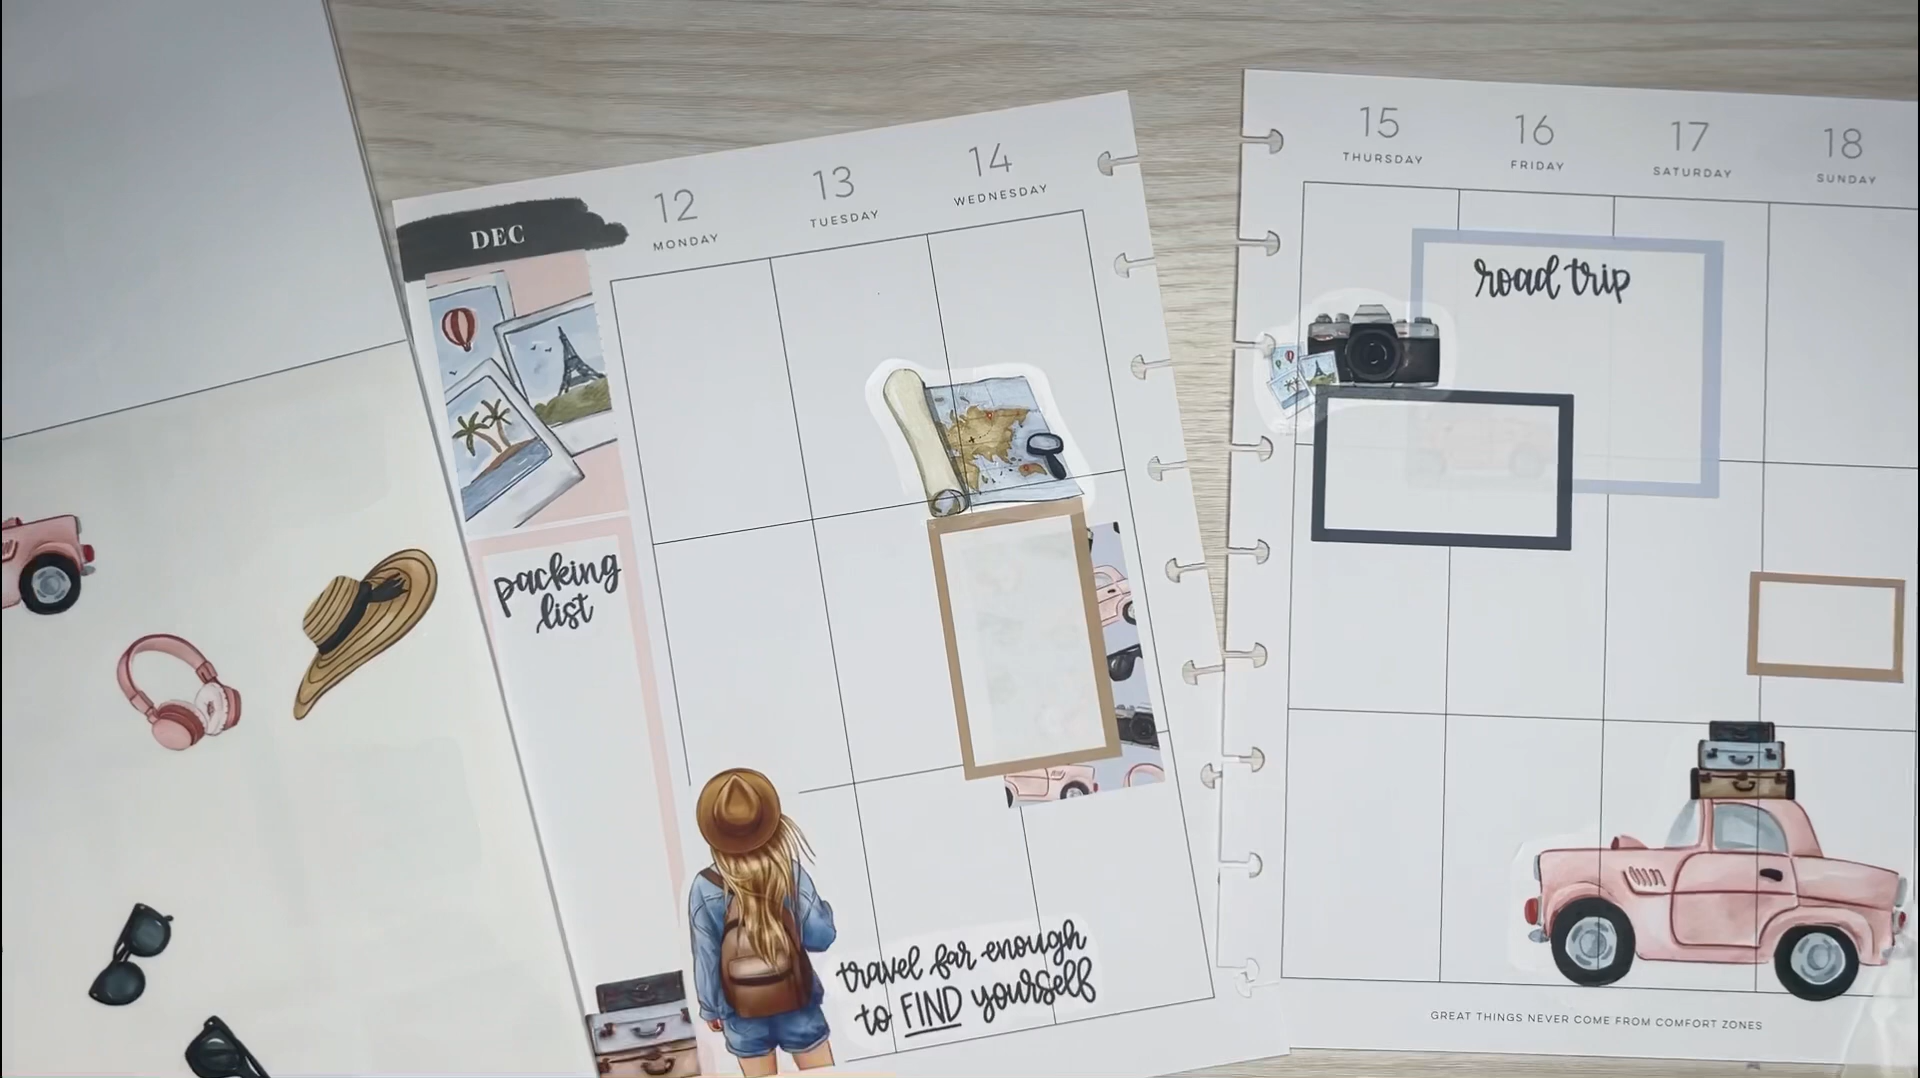 DEC
12
MONDAY
13
TUESDAY
14
WEDNESDAY
packing
list
travel far enough
to FIND yourself
15
THURSDAY
16
FRIDAY
17
SATURDAY
18
SUNDAY
road trip
GREAT THINGS NEVER COME FROM COMFORT ZONES